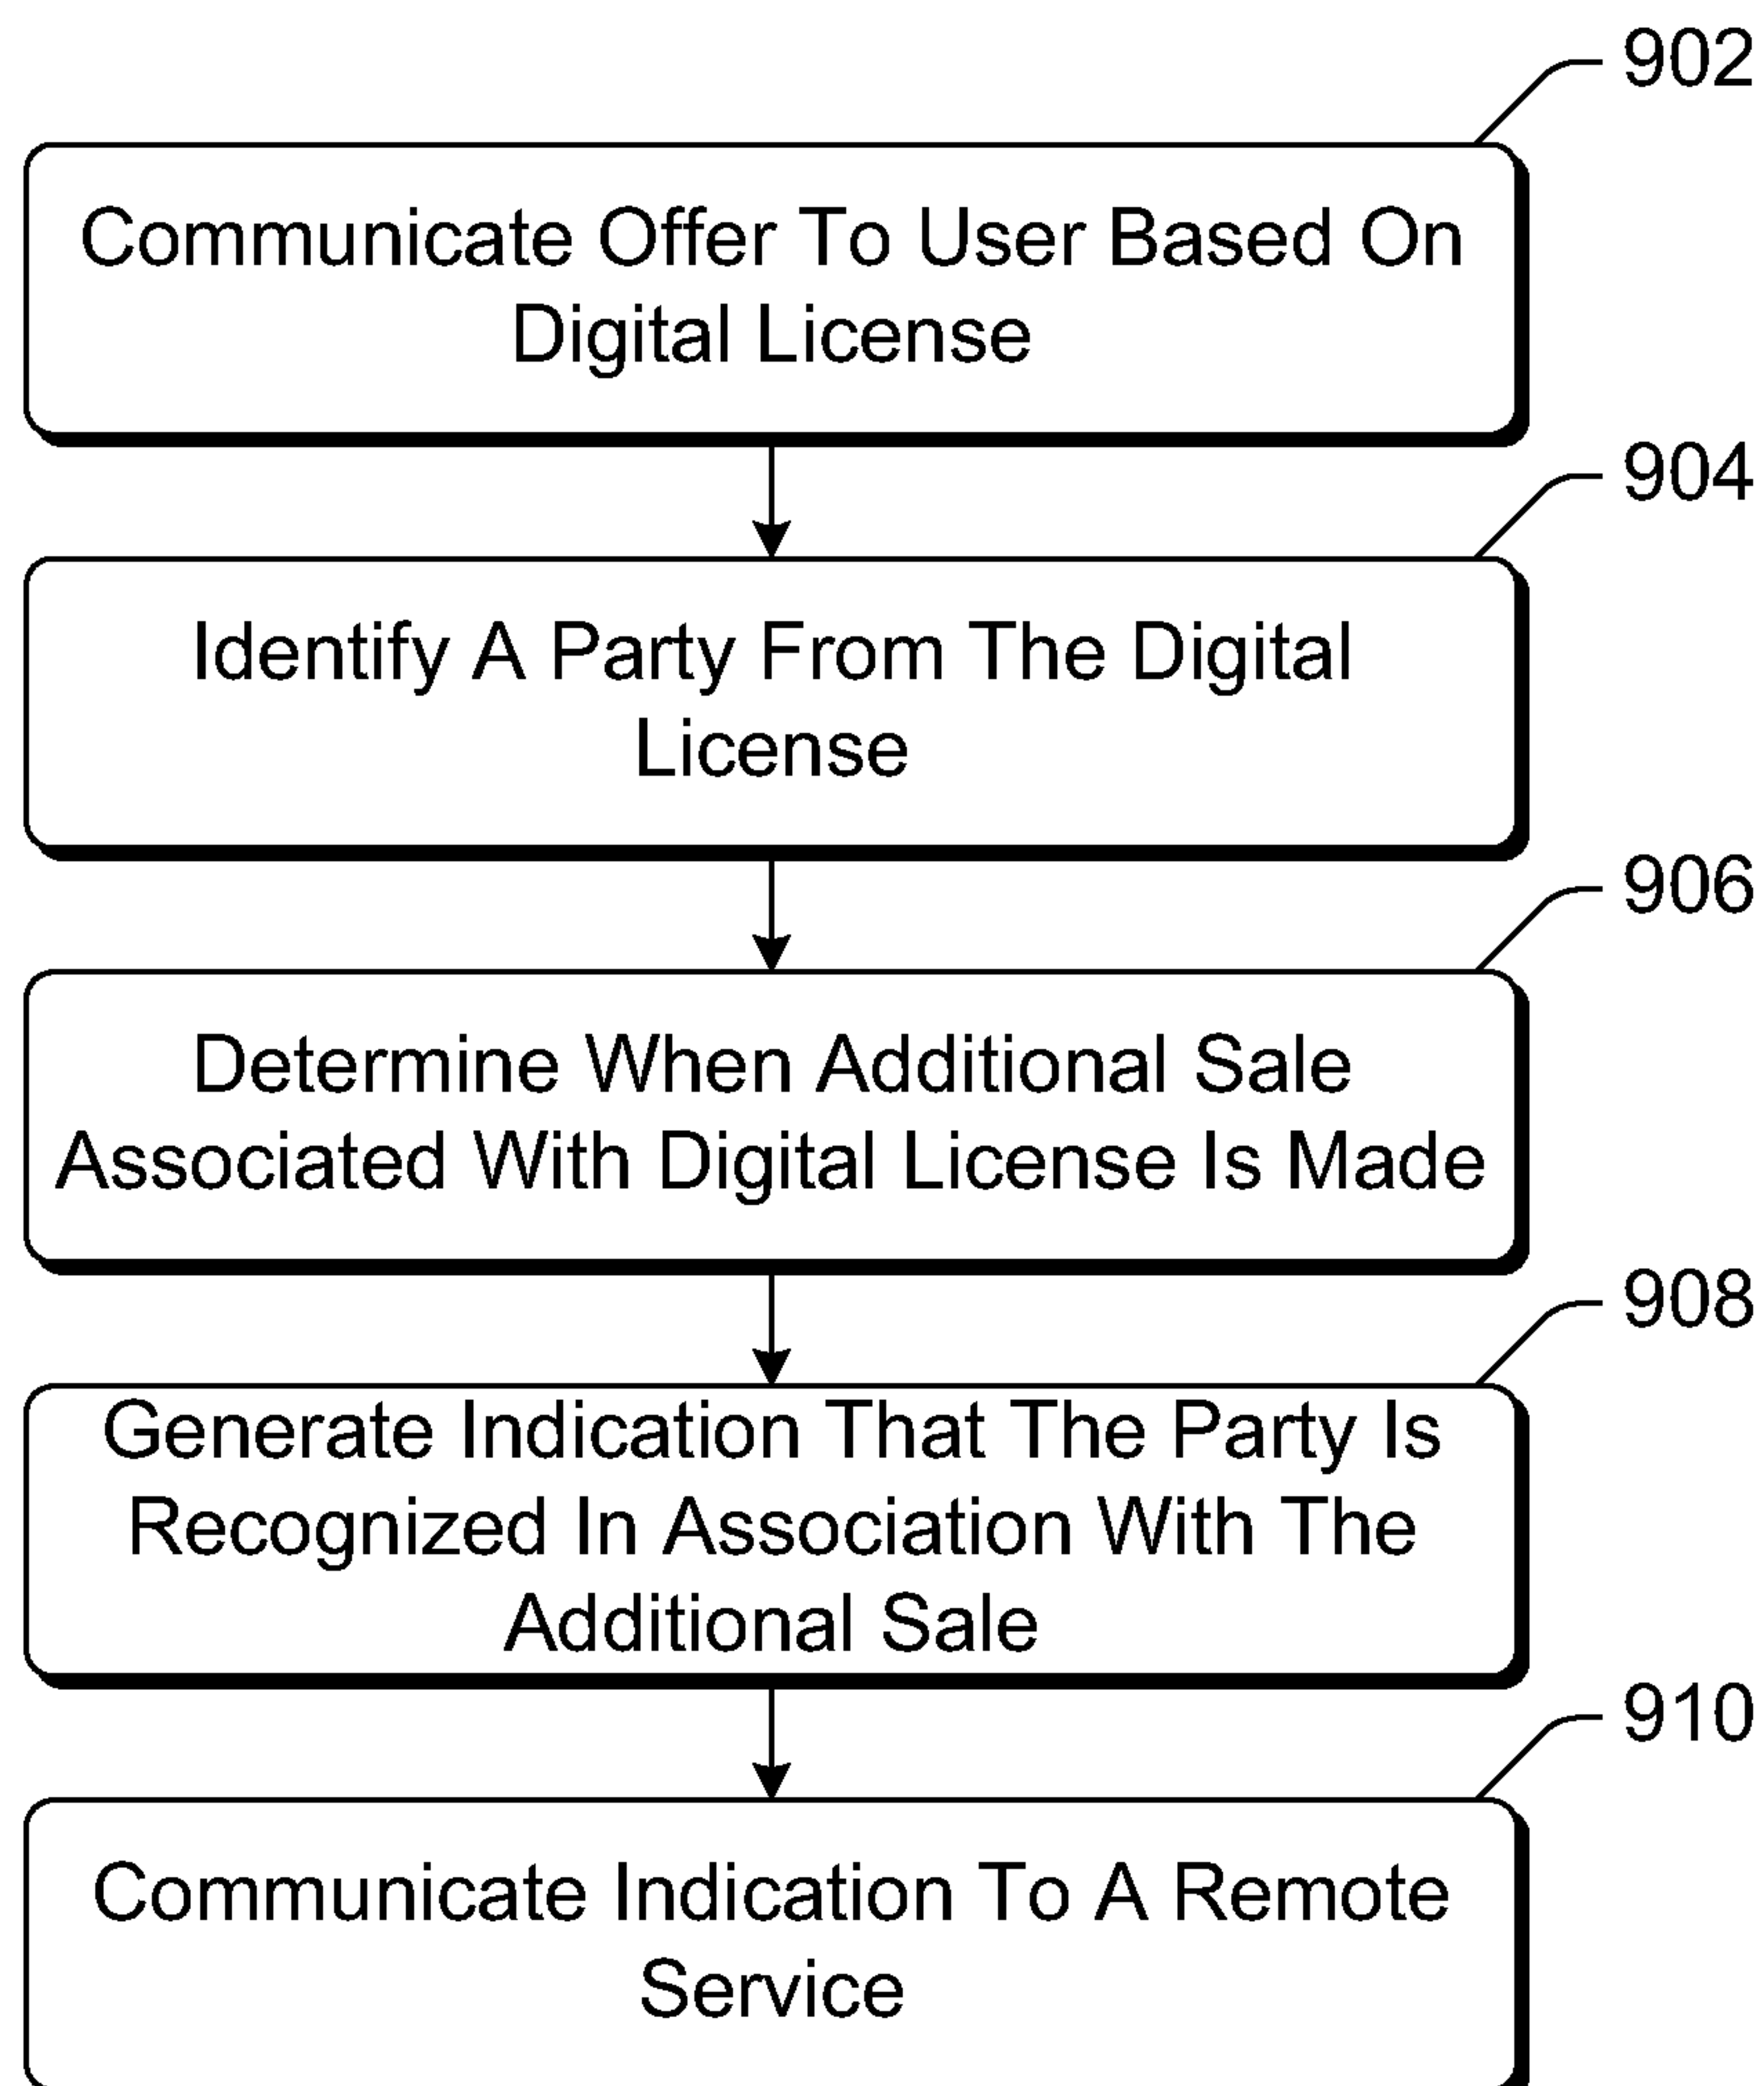 902
Communicate Offer To User Based On
Digital License
904
Identify A Party From The Digital
License
906
Determine When Additional Sale
Associated With Digital License Is Made
908
Generate Indication That The Party Is
Recognized In Association With The
Additional Sale
910
Communicate Indication To A Remote
Service